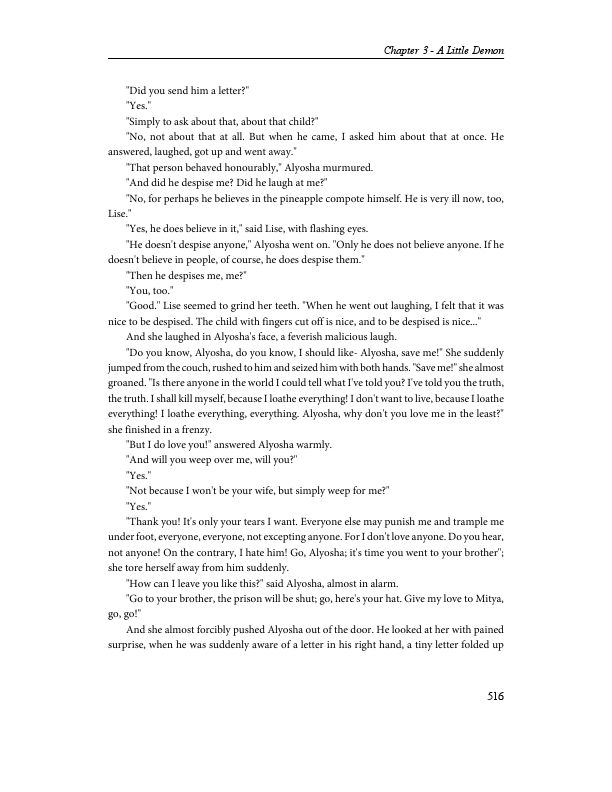 Chapter 3 - A Little Demon
"Did you send him a letter?"
"Yes."
"Simply to ask about that, about that child?"
"No, not about that at all. But when he came, I asked him about that at once. He
answered, laughed, got up and went away."
"That person behaved honourably," Alyosha murmured.
"And did he despise me? Did he laugh at me?"
"No, for perhaps he believes in the pineapple compote himself. He is very ill now, too,
Lise."
"Yes, he does believe in it," said Lise, with flashing eyes.
"He doesn't despise anyone," Alyosha went on. "Only he does not believe anyone. If he
doesn't believe in people, of course, he does despise them."
"Then he despises me, me?"
"You, too."
"Good." Lise seemed to grind her teeth. "When he went out laughing, I felt that it was
nice to be despised. The child with fingers cut off is nice, and to be despised is nice..."
And she laughed in Alyosha's face, a feverish malicious laugh.
"Do you know, Alyosha, do you know, I should like- Alyosha, save me!" She suddenly
jumped from the couch, rushed to him and seized him with both hands. "Save me!" she almost
groaned. "Is there anyone in the world I could tell what I've told you? I've told you the truth,
the truth. I shall kill myself, because I loathe everything! I don't want to live, because I loathe
everything! I loathe everything, everything. Alyosha, why don't you love me in the least?"
she finished in a frenzy.
"But I do love you!" answered Alyosha warmly.
"And will you weep over me, will you?"
"Yes."
"Not because I won't be your wife, but simply weep for me?"
"Yes."
"Thank you! It's only your tears I want. Everyone else may punish me and trample me
under foot, everyone, everyone, not excepting anyone. For I don't love anyone. Do you hear,
not anyone! On the contrary, I hate him! Go, Alyosha; it's time you went to your brother";
she tore herself away from him suddenly.
"How can I leave you like this?" said Alyosha, almost in alarm.
"Go to your brother, the prison will be shut; go, here's your hat. Give my love to Mitya,
go, go!"
And she almost forcibly pushed Alyosha out of the door. He looked at her with pained
surprise, when he was suddenly aware of a letter in his right hand, a tiny letter folded up
516